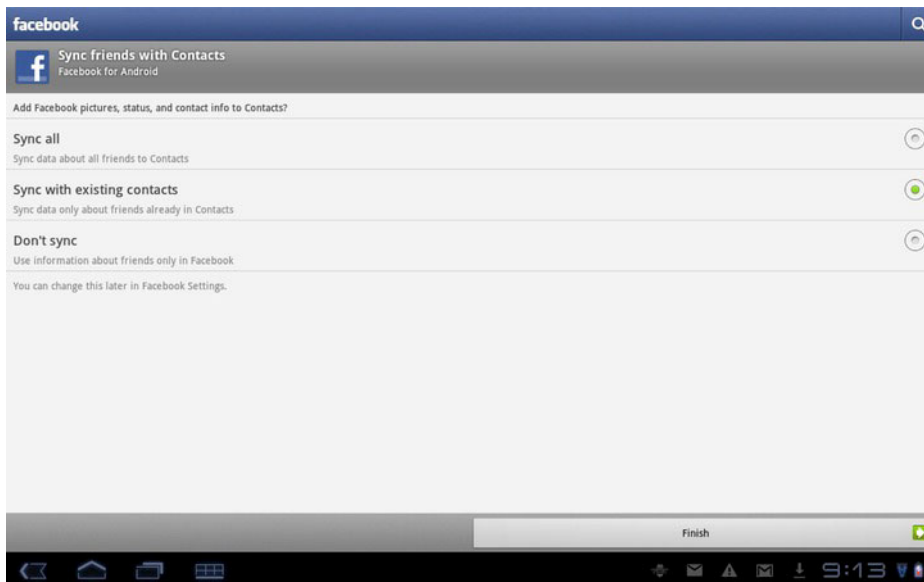 facebook
Sync friends with Contacts
Facebook for Android
Add Facebook pictures, status, and contact info to Contacts?
Sync all
Sync data about all friends to Contacts
Sync with existing contacts
Sync data only about friends already in Contacts
Don't sync
Use information about friends only in Facebook
You can change this later in Facebook Settings.
Finish
9:13